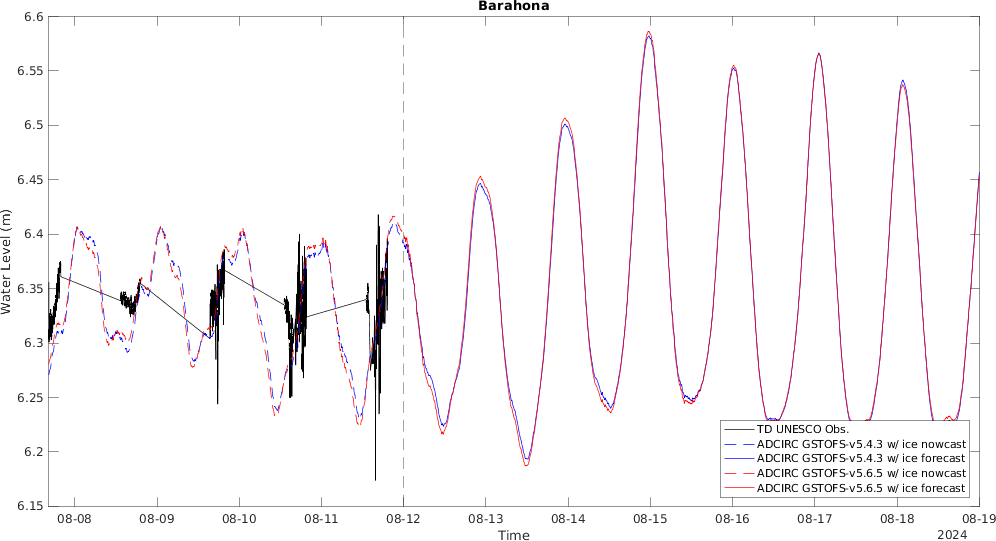 Barahona
6.6
6.55
6.5
6.45
6.4
6.35
6.3
6.25
6.2
6.15
Water Level (m)
08-08 08-09 08-10 08-11 08-12 08-13 08-14 08-15 08-16 08-17 08-18 08-19
Time
2024
TD UNESCO Obs.
ADCIRC GSTOFS-v5.4.3 w/ ice nowcast
ADCIRC GSTOFS-v5.4.3 w/ ice forecast
ADCIRC GSTOFS-v5.6.5 w/ ice nowcast
ADCIRC GSTOFS-v5.6.5 w/ ice forecast